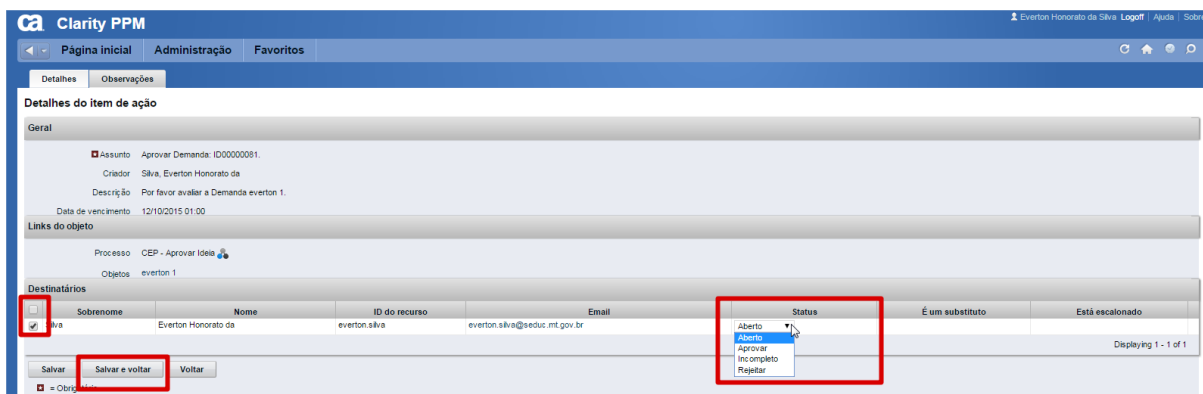 ca Clarity PPM
Everton Honorato da Silva Logoff | Ajuda | Sobre
Página inicial Administração Favoritos
Detalhes Observações
Detalhes do item de ação
Geral
Assunto Aprovar Demanda: ID00000081.
Criador Silva, Everton Honorato da
Descrição Por favor avaliar a Demanda everton 1.
Data de vencimento 12/10/2015 01:00
Links do objeto
Processo CEP - Aprovar Ideia
Objetos everton 1
Destinatários
Sobrenome Nome ID do recurso Email Status É um substituto Está escalonado
Silva Everton Honorato da everton.silva everton.silva@seduc.mt.gov.br Aberto
Aberto
Aprovar
Incompleto
Rejeitar
Displaying 1 - 1 of 1
Salvar Salvar e voltar Voltar